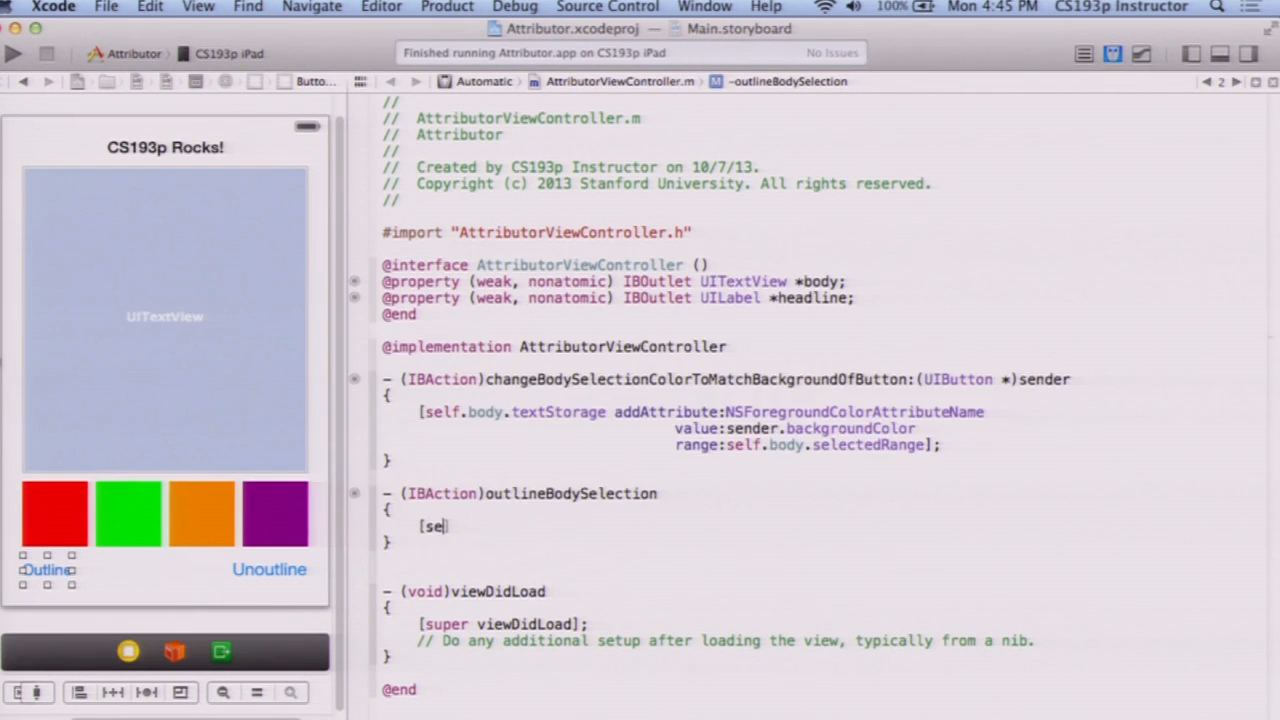 Xcode File Edit View Find Navigate Editor Product Debug Source Control Window Help 100% Mon 4:45 PM CS193p Instructor
Attributor.xcodeproj — Main.storyboard
Attributor CS193p iPad Finished running Attributor.app on CS193p iPad No Issues
Butto... Automatic AttributorViewController.m M -outlineBodySelection 2
CS193p Rocks!
UITextView
Outline
Unoutline
//
// AttributorViewController.m
// Attributor
//
// Created by CS193p Instructor on 10/7/13.
// Copyright (c) 2013 Stanford University. All rights reserved.
//
#import "AttributorViewController.h"
@interface AttributorViewController ()
@property (weak, nonatomic) IBOutlet UITextView *body;
@property (weak, nonatomic) IBOutlet UILabel *headline;
@end
@implementation AttributorViewController
- (IBAction)changeBodySelectionColorToMatchBackgroundOfButton:(UIButton *)sender
{
[self.body.textStorage addAttribute:NSForegroundColorAttributeName
value:sender.backgroundColor
range:self.body.selectedRange];
}
- (IBAction)outlineBodySelection
{
[se]
}
- (void)viewDidLoad
{
[super viewDidLoad];
// Do any additional setup after loading the view, typically from a nib.
}
@end